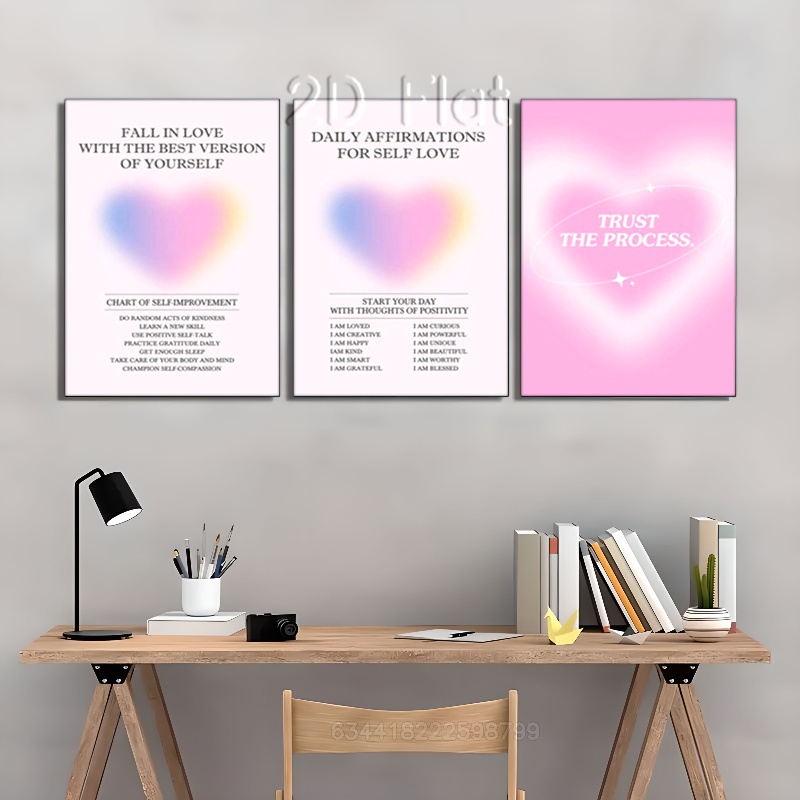 2D Flat
FALL IN LOVE
WITH THE BEST VERSION
OF YOURSELF
CHART OF SELF-IMPROVEMENT
DO RANDOM ACTS OF KINDNESS
LEARN A NEW SKILL
USE POSITIVE SELF-TALK
PRACTICE GRATITUDE DAILY
GET ENOUGH SLEEP
TAKE CARE OF YOUR BODY AND MIND
CHAMPION SELF COMPASSION
DAILY AFFIRMATIONS
FOR SELF LOVE
START YOUR DAY
WITH THOUGHTS OF POSITIVITY
I AM LOVED
I AM CREATIVE
I AM HAPPY
IAM KIND
I AM SMART
I AM GRATEFUL
I AM CURIOUS
I AM POWERFUL
I AM UNIQUE
I AM BEAUTIFUL
I AM WORTHY
I AM BLESSED
TRUST
THE PROCESS.
634418222598799